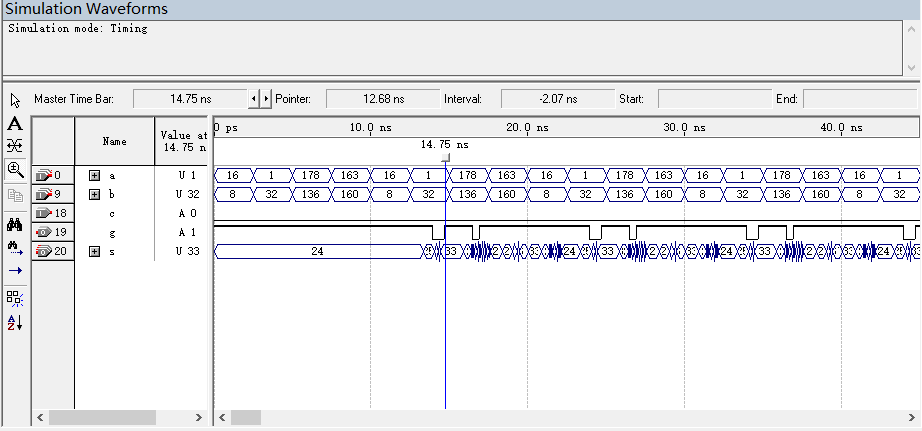 Simulation Waveforms
Simulation mode: Timing
Master Time Bar: 14.75 ns Pointer: 12.68 ns Interval: -2.07 ns Start: End:
Name Value at 14.75 n
0 ps 10.0 ns 20.0 ns 30.0 ns 40.0 ns
14.75 ns
0 a U 1 16 1 178 163 16 1 178 163 16 1 178 163 16 1 178 163 16 1
9 b U 32 8 32 136 160 8 32 136 160 8 32 136 160 8 32 136 160 8 32
18 c A 0
19 g A 1
20 s U 33 24 33 24 33 24 33 24